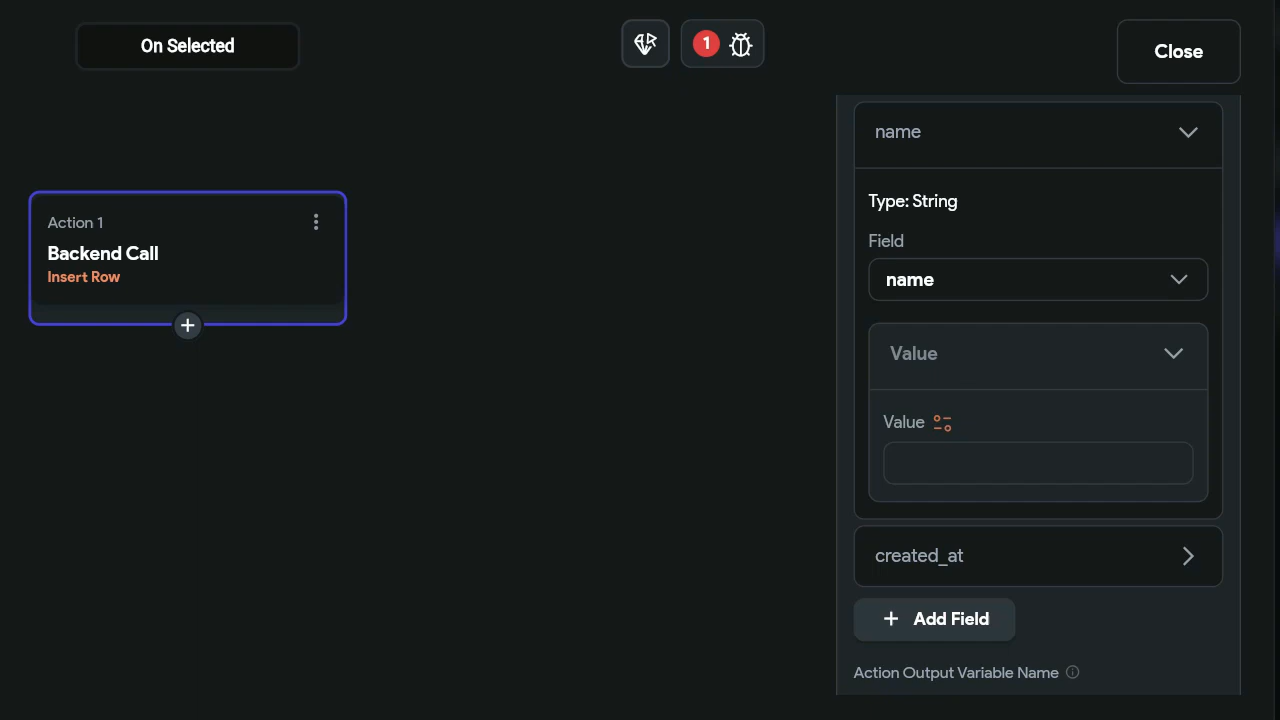 On Selected
1
Close
Action 1
Backend Call
Insert Row
name
Type: String
Field
name
Value
Value
created_at
Add Field
Action Output Variable Name